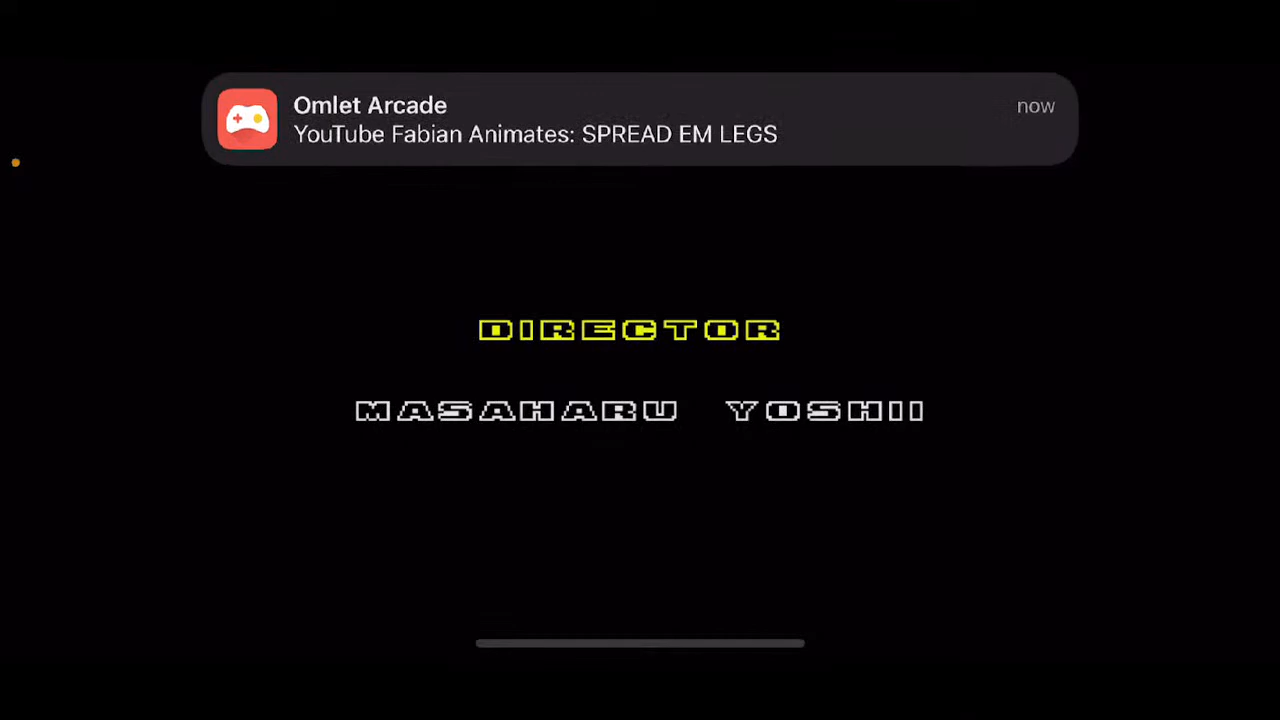 Omlet Arcade
now
YouTube Fabian Animates: SPREAD EM LEGS
DIRECTOR
MASAHARU YOSHII